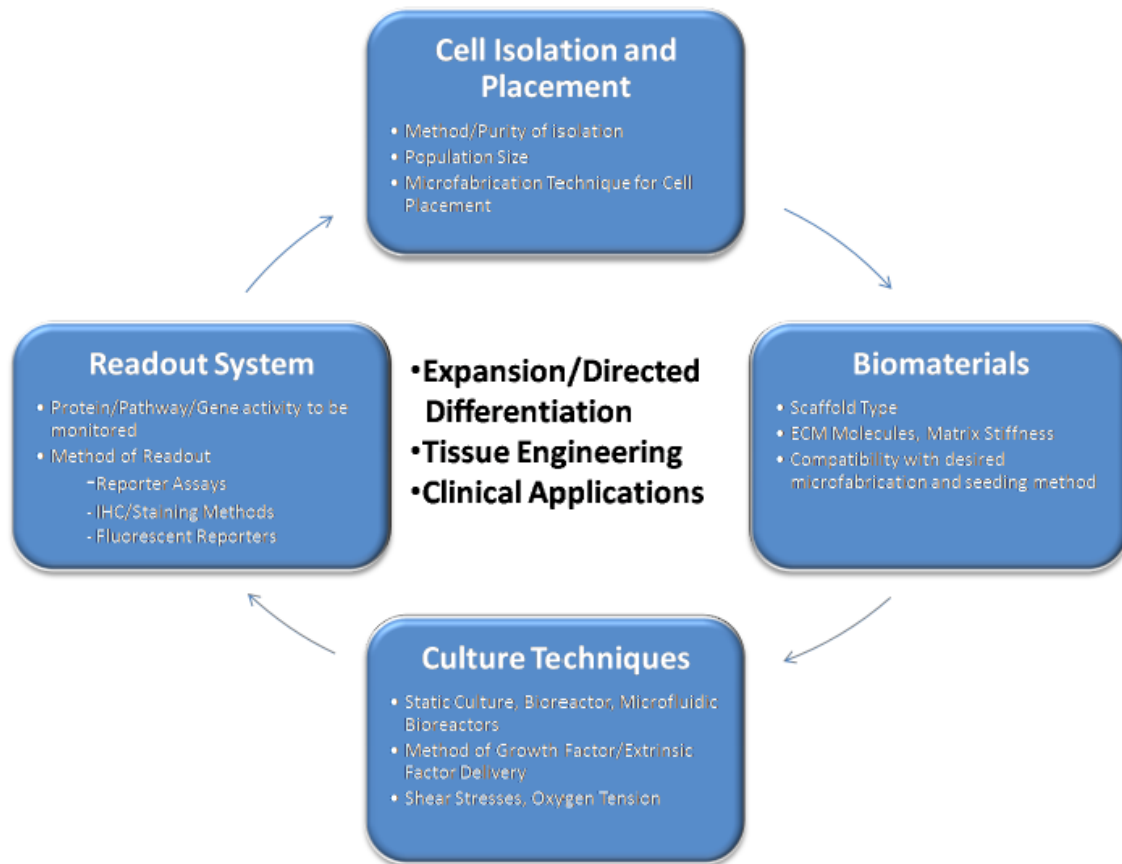 Cell Isolation and
Placement
• Method/Purity of isolation
• Population Size
• Microfabrication Technique for Cell
Placement
Readout System
• Protein/Pathway/Gene activity to be
monitored
• Method of Readout
-Reporter Assays
- IHC/Staining Methods
- Fluorescent Reporters
•Expansion/Directed
Differentiation
•Tissue Engineering
•Clinical Applications
Biomaterials
• Scaffold Type
• ECM Molecules, Matrix Stiffness
• Compatibility with desired
microfabrication and seeding method
Culture Techniques
• Static Culture, Bioreactor, Microfluidic
Bioreactors
• Method of Growth Factor/Extrinsic
Factor Delivery
• Shear Stresses, Oxygen Tension